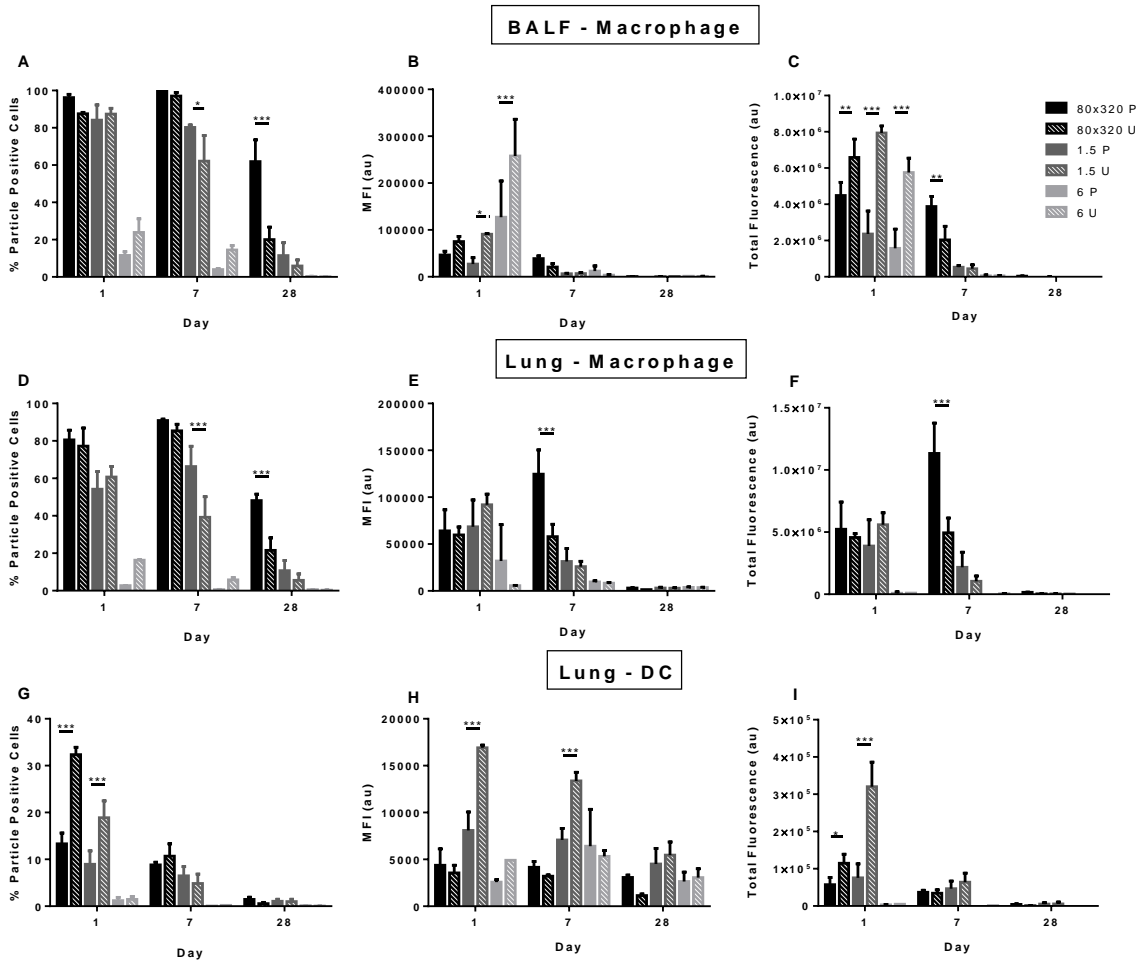 BALF - Macrophage
A
B
C
% Particle Positive Cells
100
80
60
40
20
0
*
***
1
7
28
Day
MFI (au)
400000
300000
200000
100000
0
*
***
1
7
28
Day
Total Fluorescence (au)
1.0×10⁷
8.0×10⁶
6.0×10⁶
4.0×10⁶
2.0×10⁶
0
**
***
***
**
1
7
28
Day
80x320 P
80x320 U
1.5 P
1.5 U
6 P
6 U
Lung - Macrophage
D
E
F
% Particle Positive Cells
100
80
60
40
20
0
***
***
1
7
28
Day
MFI (au)
200000
150000
100000
50000
0
***
1
7
28
Day
Total Fluorescence (au)
1.5×10⁷
1.0×10⁷
5.0×10⁶
0
***
1
7
28
Day
Lung - DC
G
H
I
% Particle Positive Cells
40
30
20
10
0
***
***
1
7
28
Day
MFI (au)
20000
15000
10000
5000
0
***
***
1
7
28
Day
Total Fluorescence (au)
5×10⁵
4×10⁵
3×10⁵
2×10⁵
1×10⁵
0
*
***
1
7
28
Day